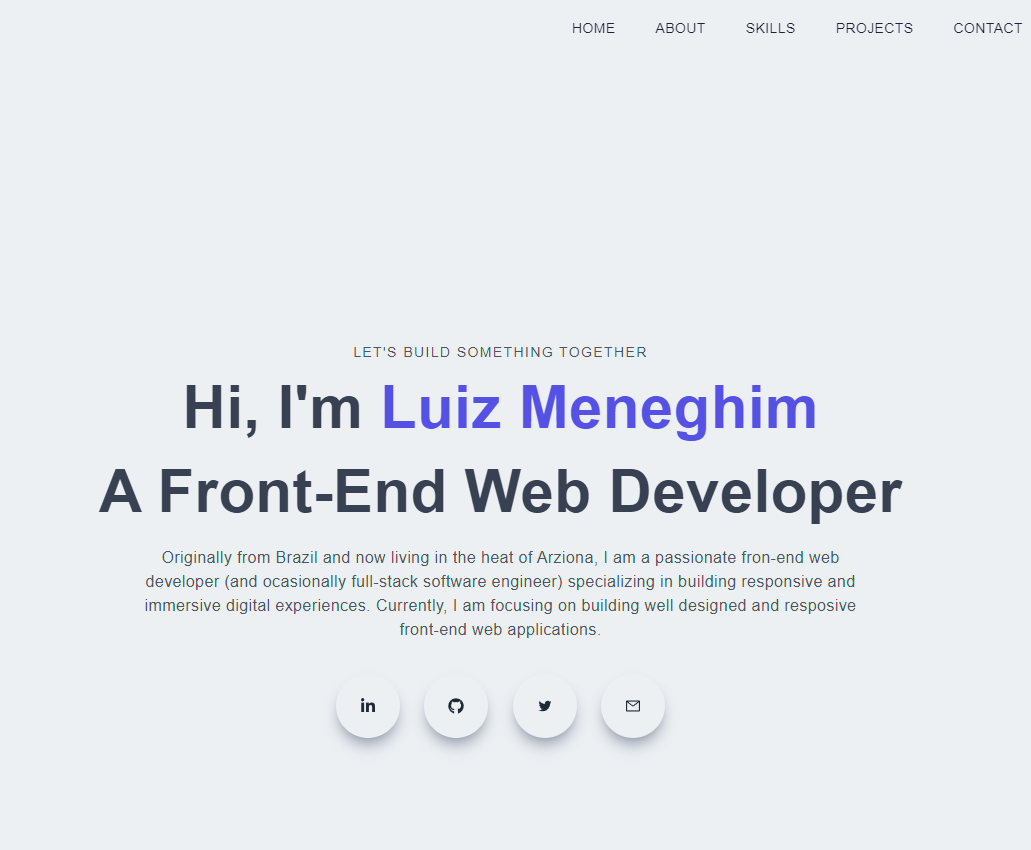 HOME ABOUT SKILLS PROJECTS CONTACT
LET'S BUILD SOMETHING TOGETHER
Hi, I'm Luiz Meneghim
A Front-End Web Developer
Originally from Brazil and now living in the heat of Arziona, I am a passionate fron-end web
developer (and ocasionally full-stack software engineer) specializing in building responsive and
immersive digital experiences. Currently, I am focusing on building well designed and resposive
front-end web applications.
in